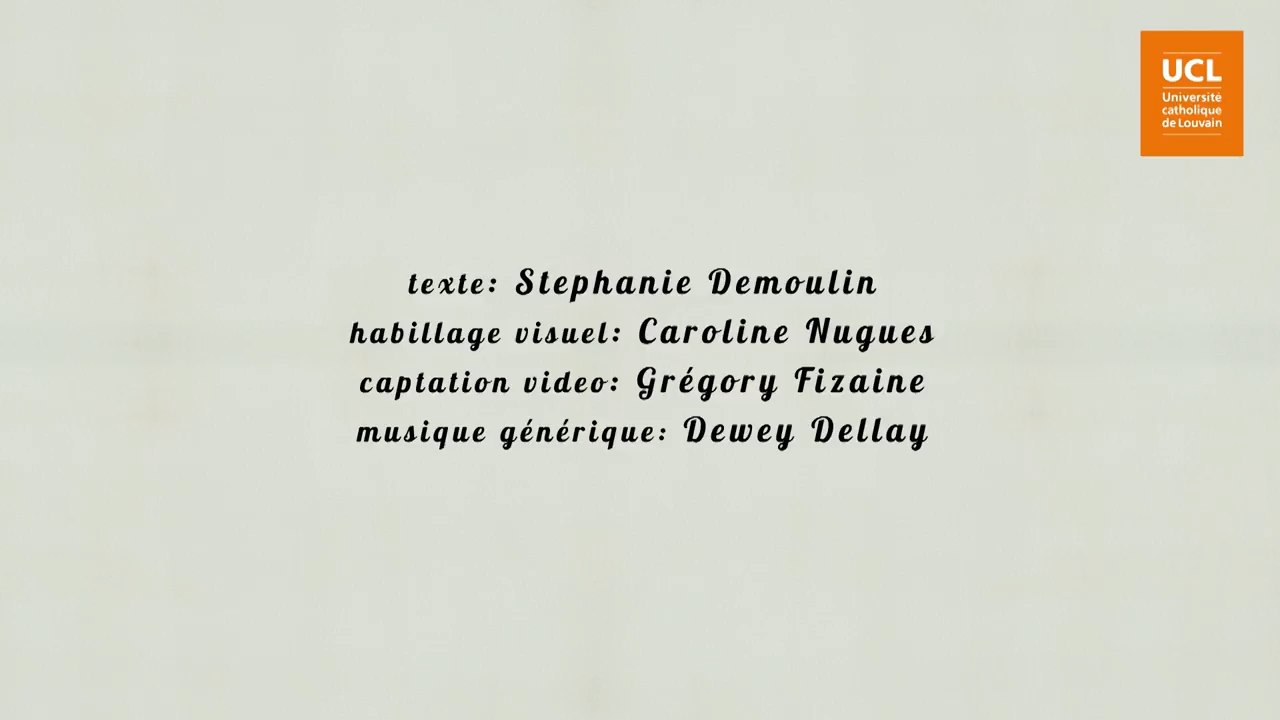 UCL
Université
catholique
de Louvain
texte: Stephanie Demoulin
habillage visuel: Caroline Nugues
captation video: Grégory Fizaine
musique générique: Dewey Dellay